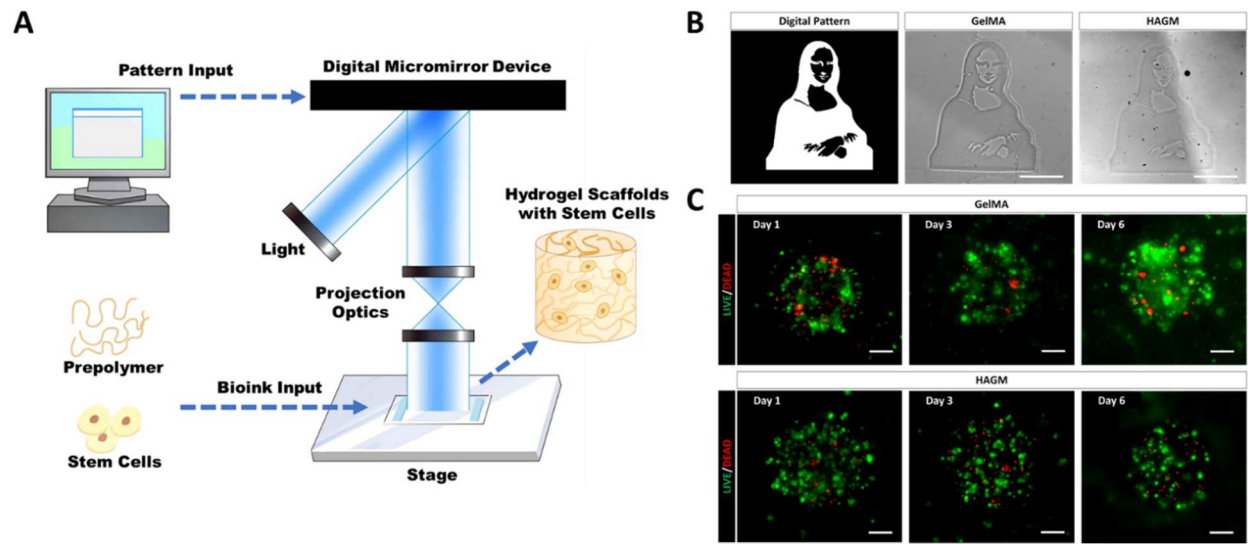 A
Pattern Input
Digital Micromirror Device
Light
Projection
Optics
Hydrogel Scaffolds
with Stem Cells
Prepolymer
Bioink Input
Stem Cells
Stage
B
Digital Pattern
GelMA
HAGM
C
GelMA
LIVE/DEAD
Day 1
Day 3
Day 6
HAGM
LIVE/DEAD
Day 1
Day 3
Day 6